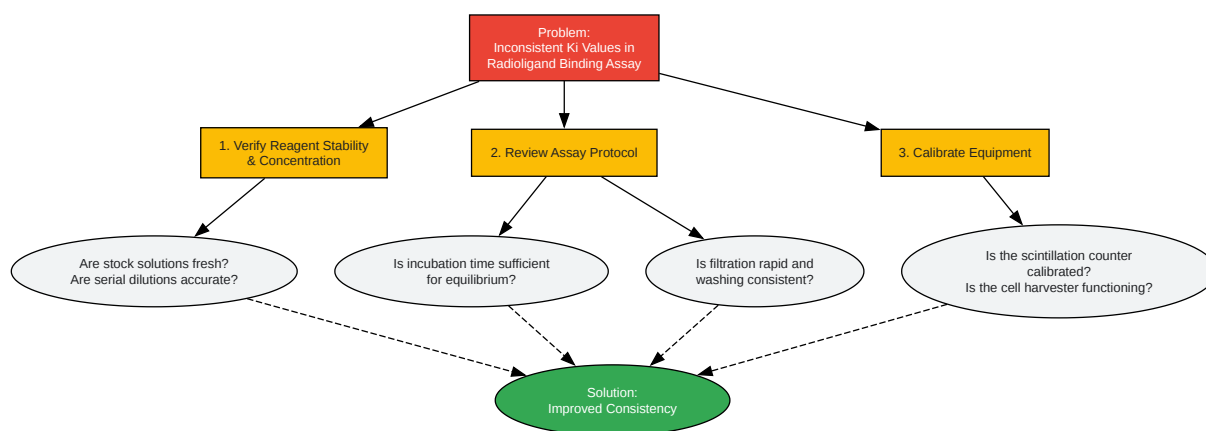 Problem:
Inconsistent Ki Values in
Radioligand Binding Assay
1. Verify Reagent Stability
& Concentration
2. Review Assay Protocol
3. Calibrate Equipment
Are stock solutions fresh?
Are serial dilutions accurate?
Is incubation time sufficient
for equilibrium?
Is filtration rapid and
washing consistent?
Is the scintillation counter
calibrated?
Is the cell harvester functioning?
Solution:
Improved Consistency